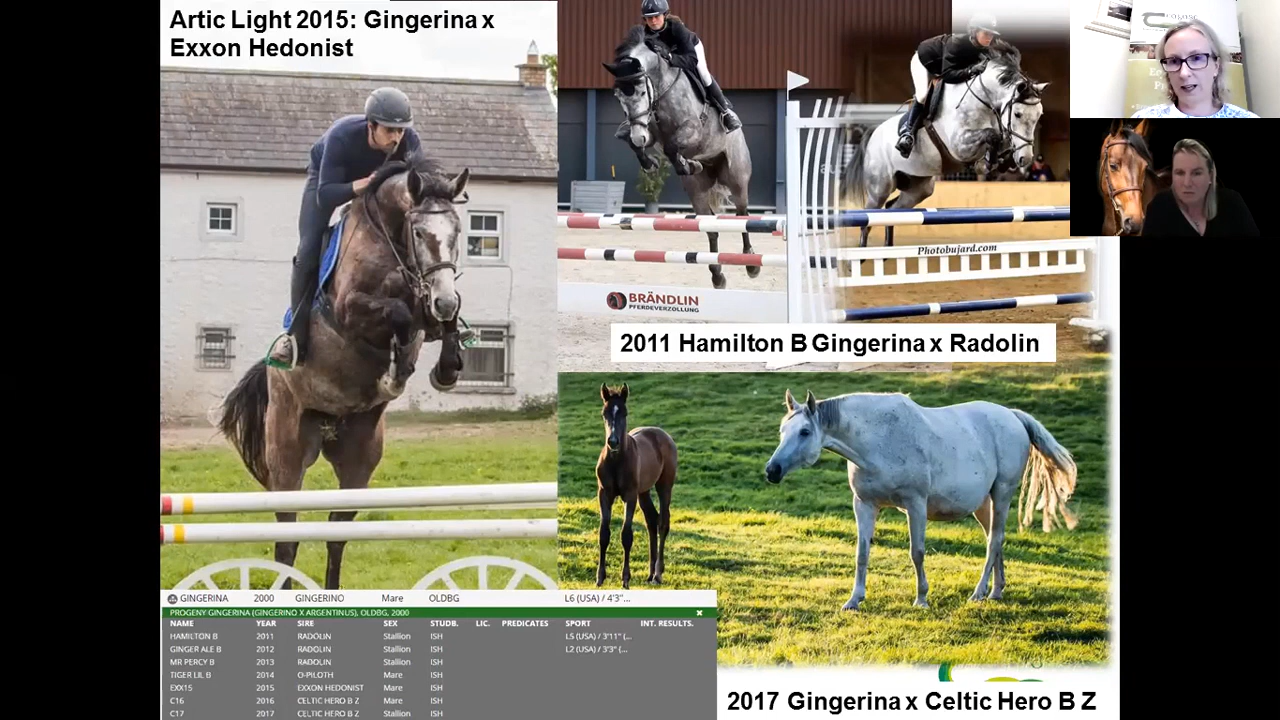 Artic Light 2015: Gingerina x
Exxon Hedonist
BRÄNDLIN
PFERDEVERZOLLUNG
Photobujard.com
2011 Hamilton B Gingerina x Radolin
GINGERINA 2000 GINGERINO Mare OLDBG L6 (USA) / 4'3"...
PROGENY GINGERINA (GINGERINO X ARGENTINUS), OLDBG, 2000
NAME YEAR SIRE SEX STUDB. LIC. PREDICATES SPORT INT. RESULTS.
HAMILTON B 2011 RADOLIN Stallion ISH L5 (USA) / 3'11" (...
GINGER ALE B 2012 RADOLIN Stallion ISH L2 (USA) / 3'3" (...
MR PERCY B 2013 RADOLIN Stallion ISH
TIGER LIL B 2014 O-PILOTH Mare ISH
EXX15 2015 EXXON HEDONIST Mare ISH
C16 2016 CELTIC HERO B Z Mare ISH
C17 2017 CELTIC HERO B Z Stallion ISH
2017 Gingerina x Celtic Hero B Z